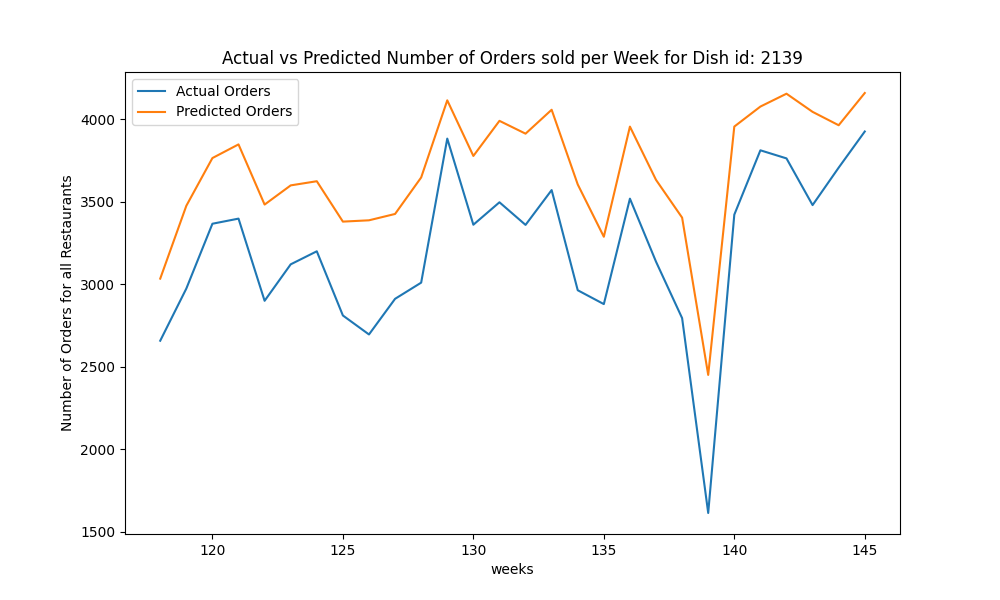 Actual vs Predicted Number of Orders sold per Week for Dish id: 2139
Actual Orders
Predicted Orders
Number of Orders for all Restaurants
4000
3500
3000
2500
2000
1500
120 125 130 135 140 145
weeks